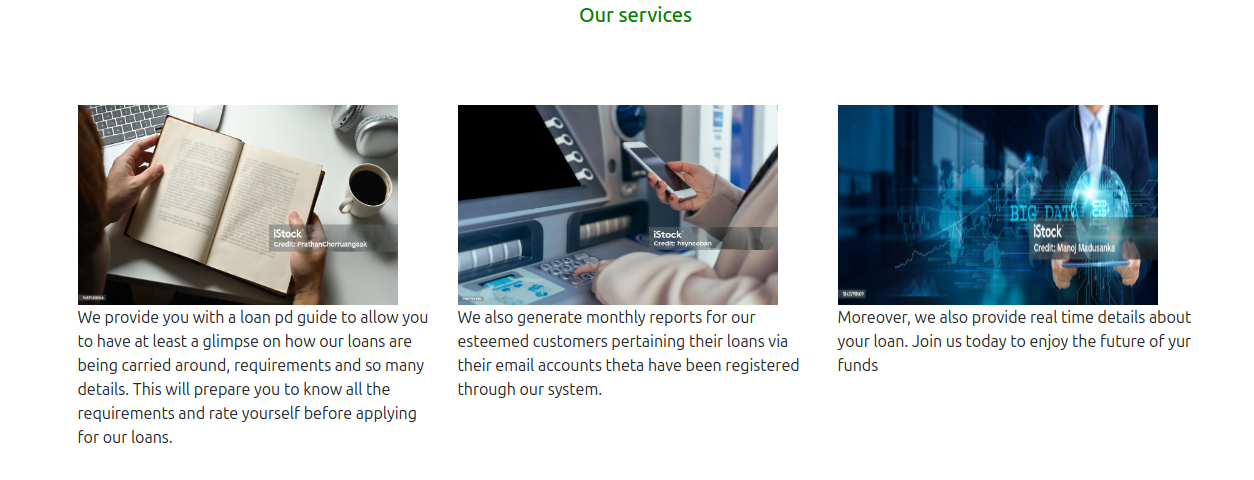 Our services
iStock
Credit: PrathanChorruangsak
iStock
Credit: hsyncoban
BIG DATA
iStock
Credit: Manoj Madusanka
We provide you with a loan pd guide to allow you
to have at least a glimpse on how our loans are
being carried around, requirements and so many
details. This will prepare you to know all the
requirements and rate yourself before applying
for our loans.
We also generate monthly reports for our
esteemed customers pertaining their loans via
their email accounts theta have been registered
through our system.
Moreover, we also provide real time details about
your loan. Join us today to enjoy the future of yur
funds